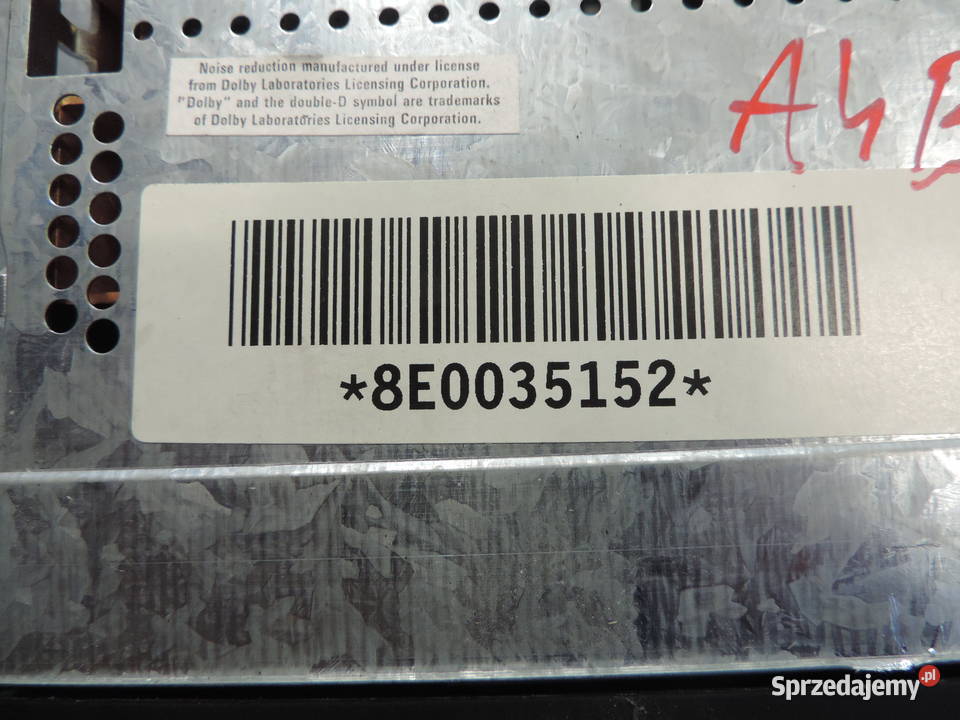 Noise reduction manufactured under license
from Dolby Laboratories Licensing Corporation.
"Dolby" and the double-D symbol are trademarks
of Dolby Laboratories Licensing Corporation.
A4 B
*8E0035152*
Sprzedajemy.pl